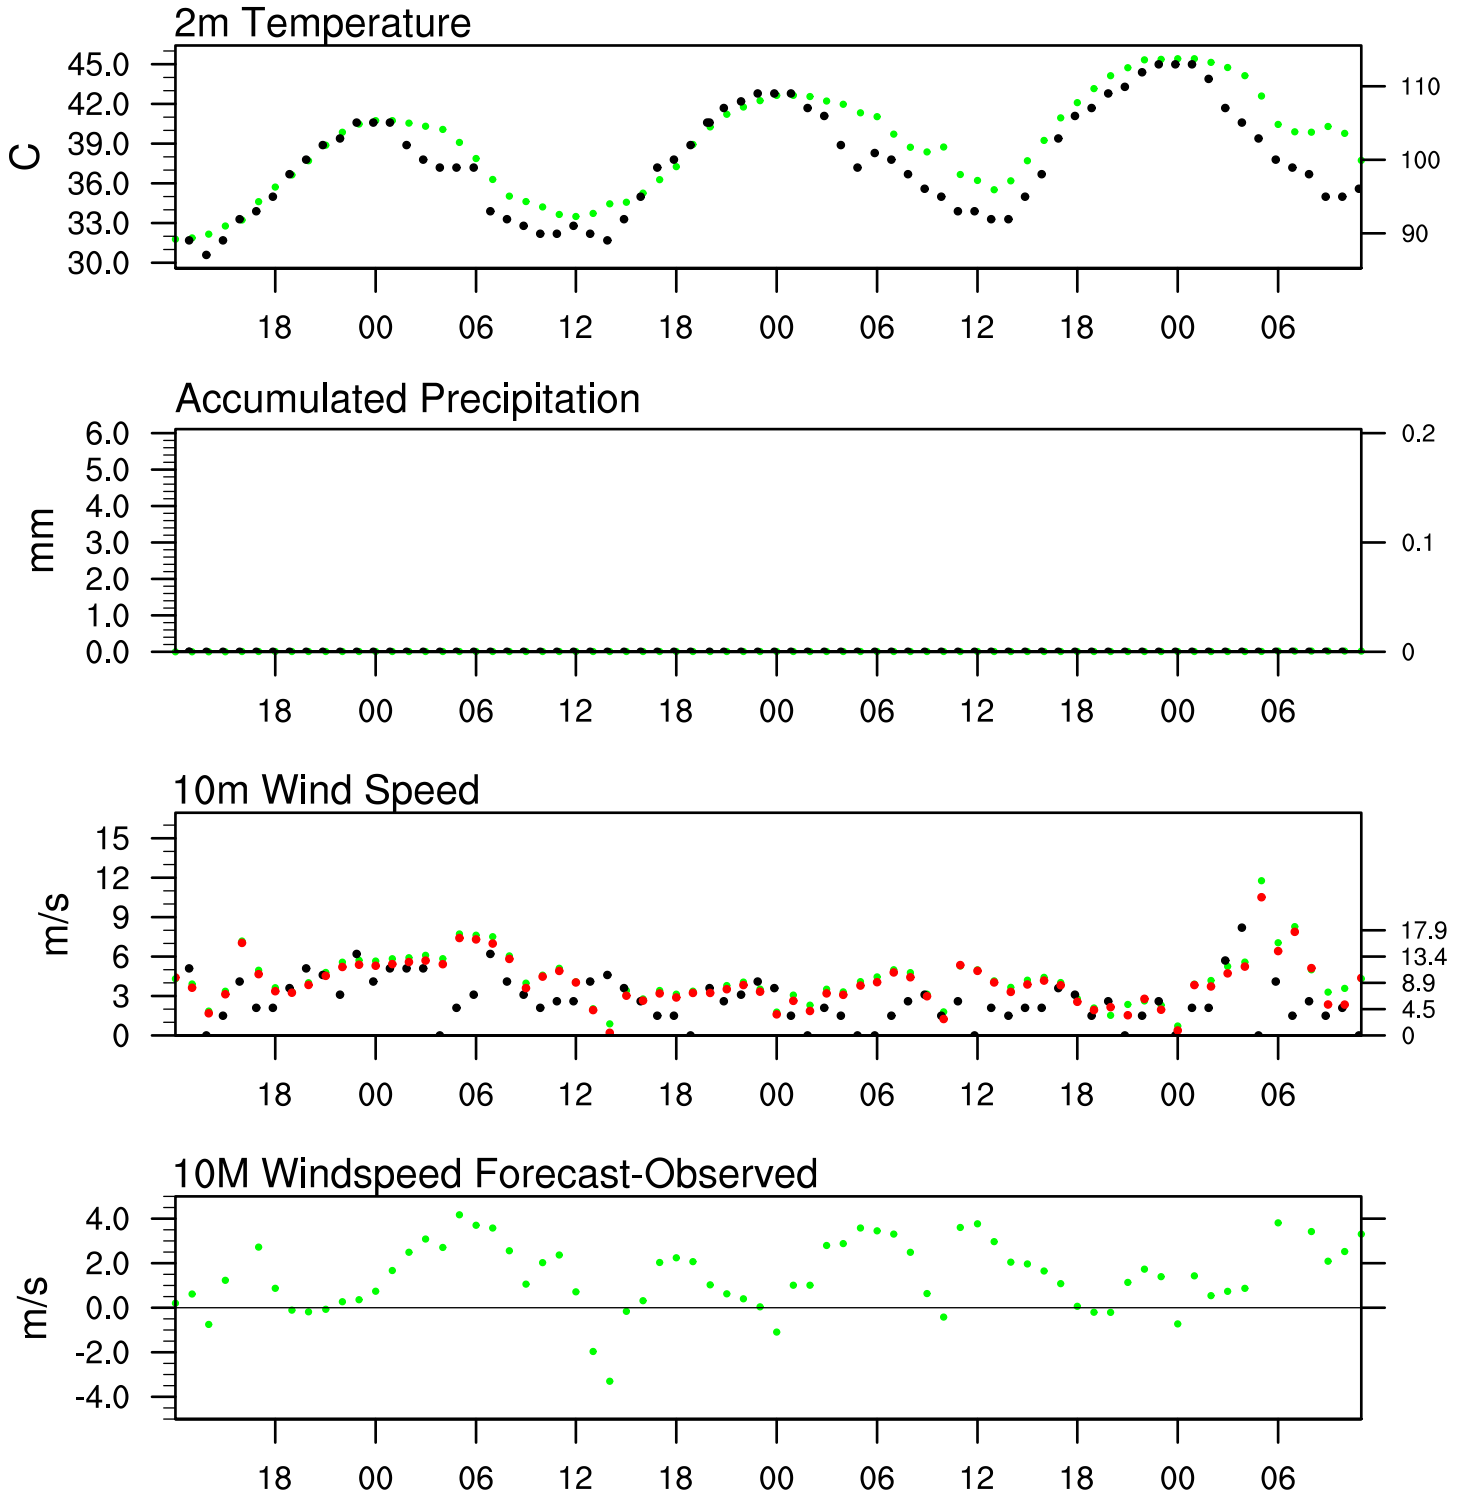 2m Temperature
45.0
42.0
39.0
36.0
33.0
30.0
C
110
100
90
18 00 06 12 18 00 06 12 18 00 06
Accumulated Precipitation
6.0
5.0
4.0
3.0
2.0
1.0
0.0
mm
0.2
0.1
0
18 00 06 12 18 00 06 12 18 00 06
10m Wind Speed
15
12
9
6
3
0
m/s
17.9
13.4
8.9
4.5
0
18 00 06 12 18 00 06 12 18 00 06
10M Windspeed Forecast-Observed
4.0
2.0
0.0
-2.0
-4.0
m/s
18 00 06 12 18 00 06 12 18 00 06